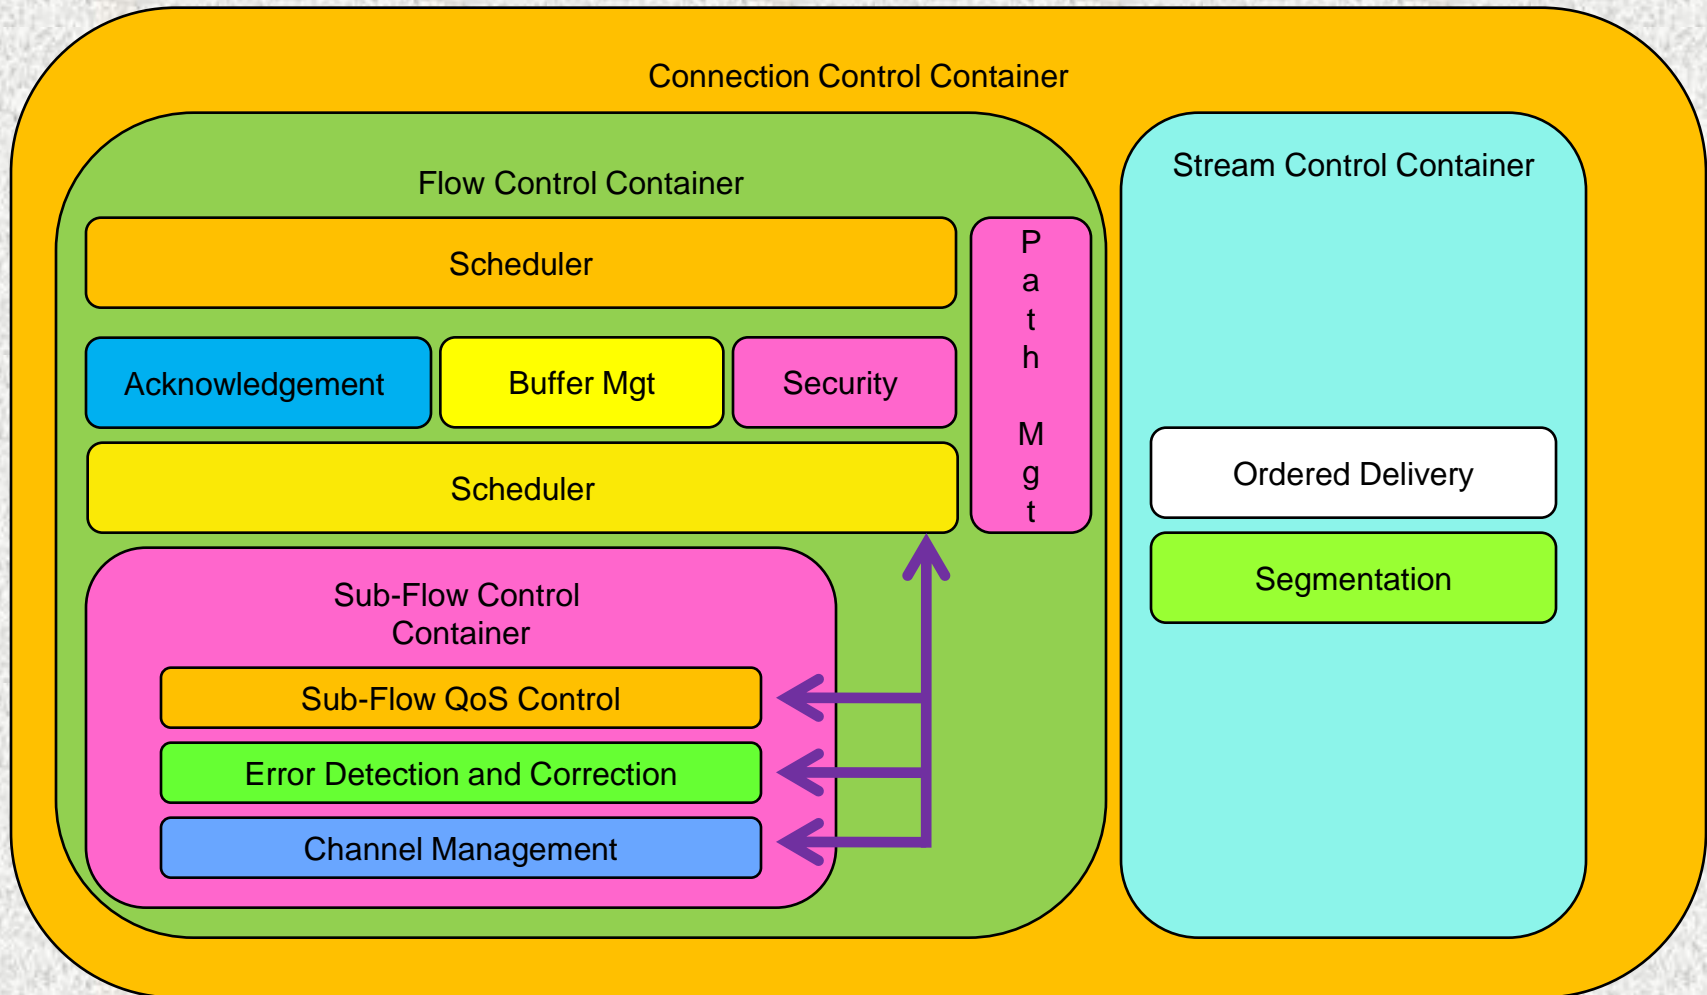 Connection Control Container
Flow Control Container
Scheduler
Acknowledgement
Buffer Mgt
Security
Scheduler
P
a
t
h
M
g
t
Sub-Flow Control
Container
Sub-Flow QoS Control
Error Detection and Correction
Channel Management
Stream Control Container
Ordered Delivery
Segmentation